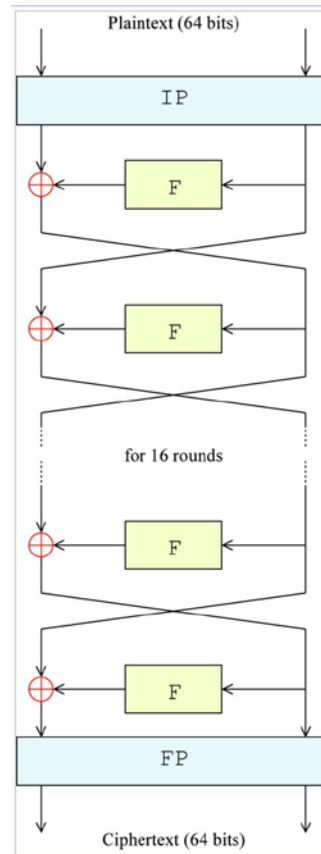 Plaintext (64 bits)
IP
F
F
for 16 rounds
F
F
FP
Ciphertext (64 bits)